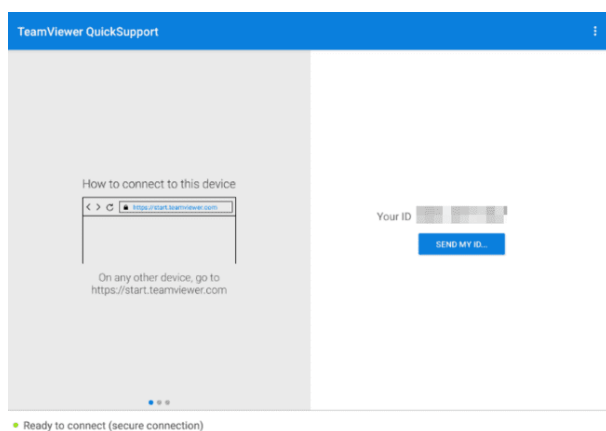 TeamViewer QuickSupport
How to connect to this device
https://start.teamviewer.com
On any other device, go to
https://start.teamviewer.com
Your ID
SEND MY ID...
Ready to connect (secure connection)